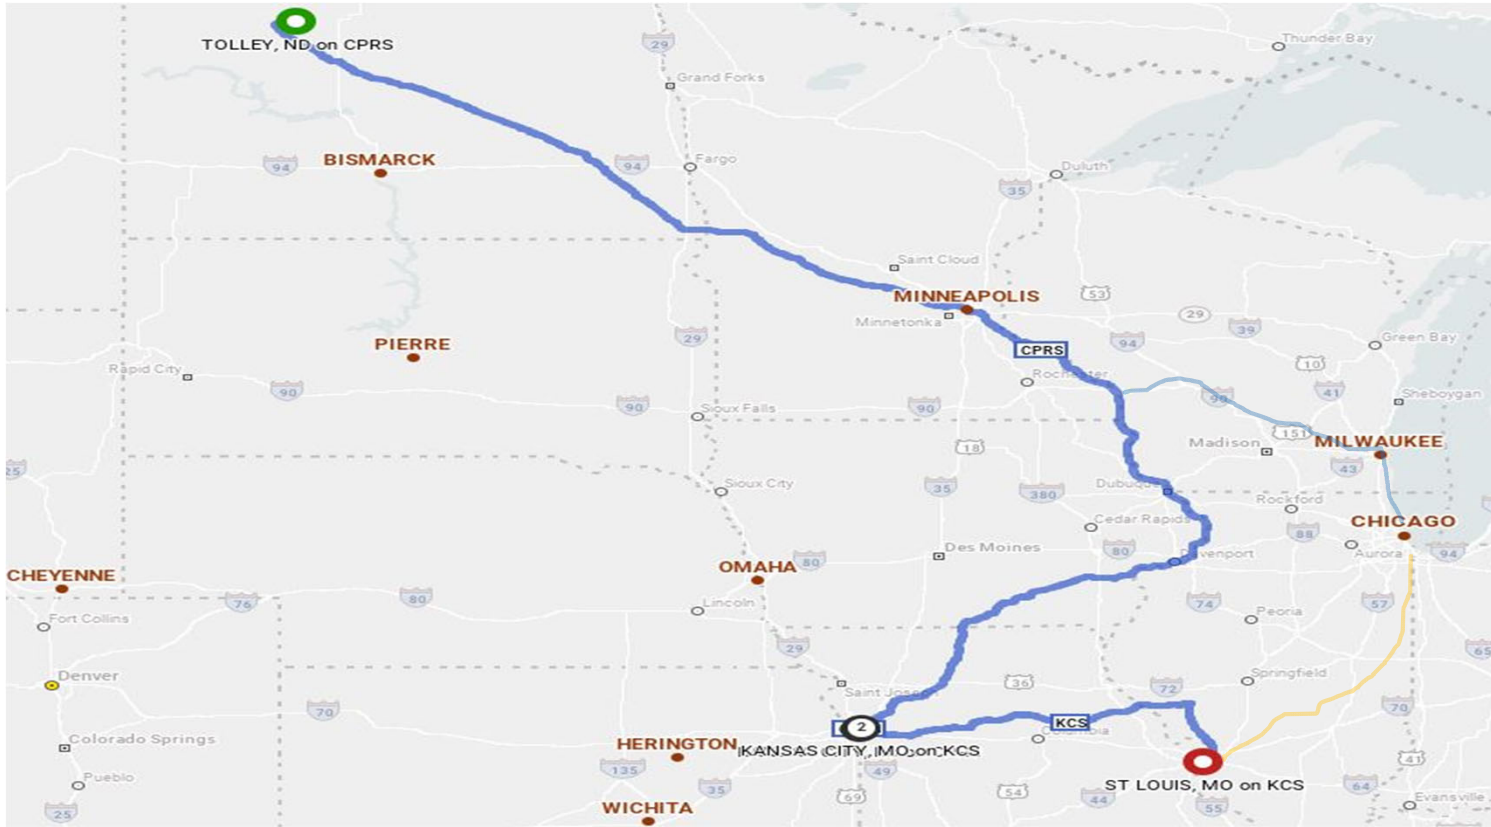 TOLLEY, ND on CPRS
29
Thunder Bay
Grand Forks
BISMARCK
94
94
Fargo
Duluth
35
Saint Cloud
MINNEAPOLIS
53
Minnetonka
29
39
PIERRE
29
CPRS
94
Green Bay
Rapid City
Rochester
10
90
90
90
90
41
Sheboygan
Sioux Falls
151
MILWAUKEE
Madison
18
43
25
Sioux City
35
380
Dubuque
Rockford
CHICAGO
Cedar Rapids
88
Des Moines
80
Davenport
Aurora
94
OMAHA
80
CHEYENNE
76
80
Lincoln
74
57
Fort Collins
Peoria
29
65
Denver
Springfield
Saint Joseph
36
72
70
70
KCS
2
Colorado Springs
HERINGTON
KANSAS CITY, MO on KCS
Columbia
135
49
ST LOUIS, MO on KCS
41
Pueblo
35
69
54
44
64
25
WICHITA
55
Evansville